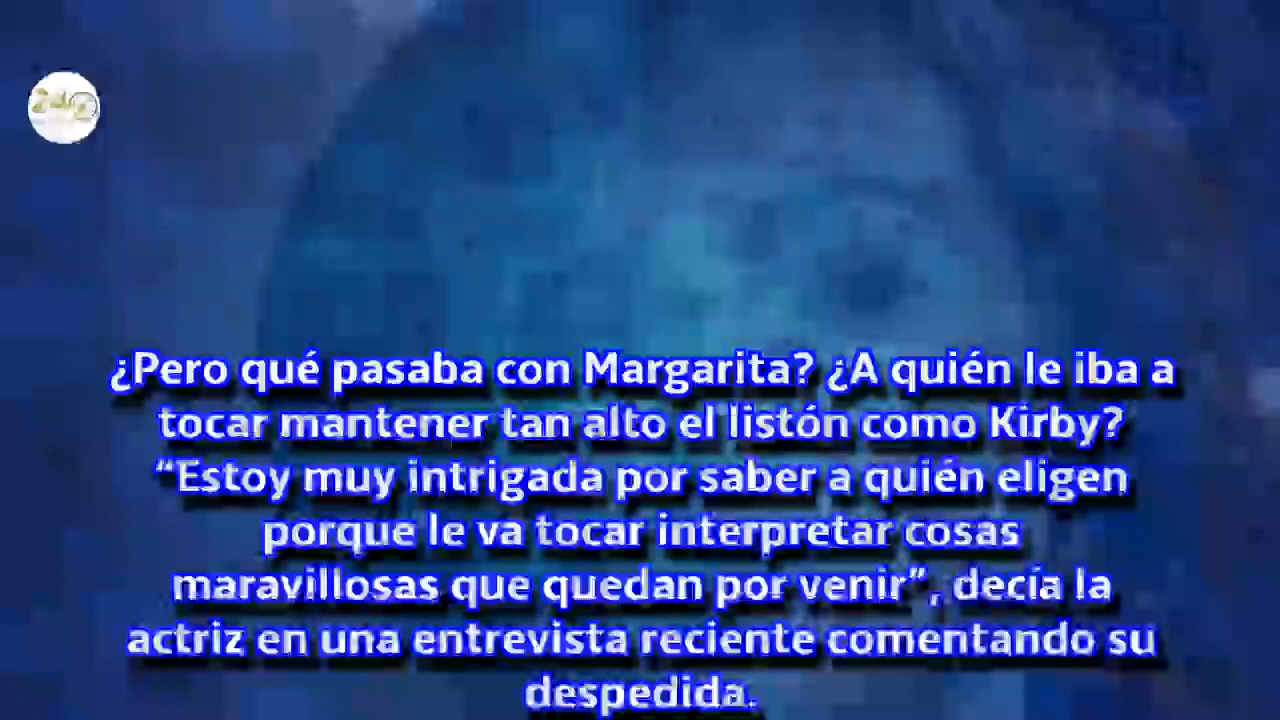 ¿Pero qué pasaba con Margarita? ¿A quién le iba a
tocar mantener tan alto el listón como Kirby?
“Estoy muy intrigada por saber a quién eligen
porque le va tocar interpretar cosas
maravillosas que quedan por venir”, decía la
actriz en una entrevista reciente comentando su
despedida.